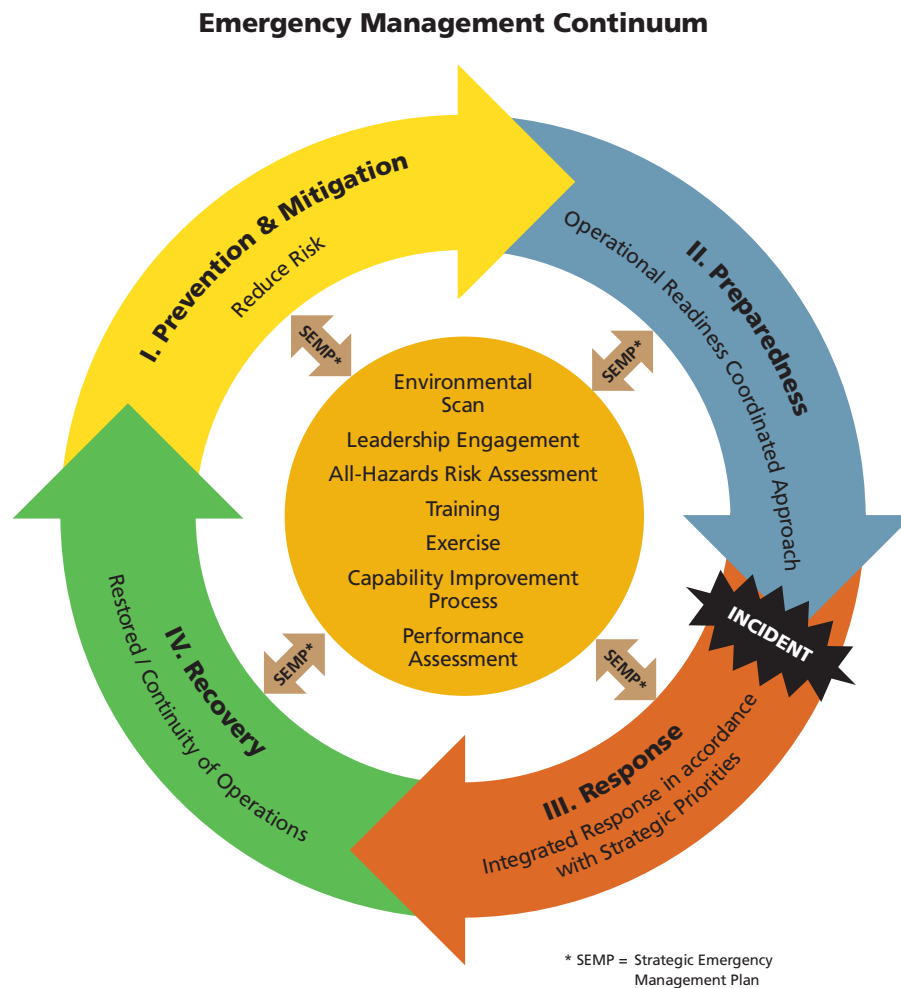 Emergency Management Continuum
I. Prevention & Mitigation
Reduce Risk
II. Preparedness
Operational Readiness Coordinated Approach
SEMP*
SEMP*
Environmental
Scan
Leadership Engagement
All-Hazards Risk Assessment
Training
Exercise
Capability Improvement
Process
Performance
Assessment
INCIDENT
SEMP*
SEMP*
III. Response
Integrated Response in accordance
with Strategic Priorities
IV. Recovery
Restored / Continuity of Operations
* SEMP = Strategic Emergency
Management Plan